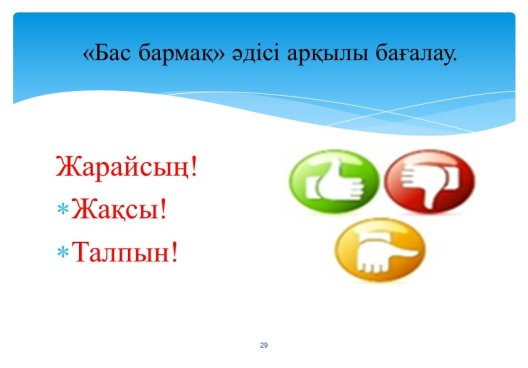 «Бас бармақ» әдісі арқылы бағалау.
Жарайсың!
Жақсы!
Талпын!
29